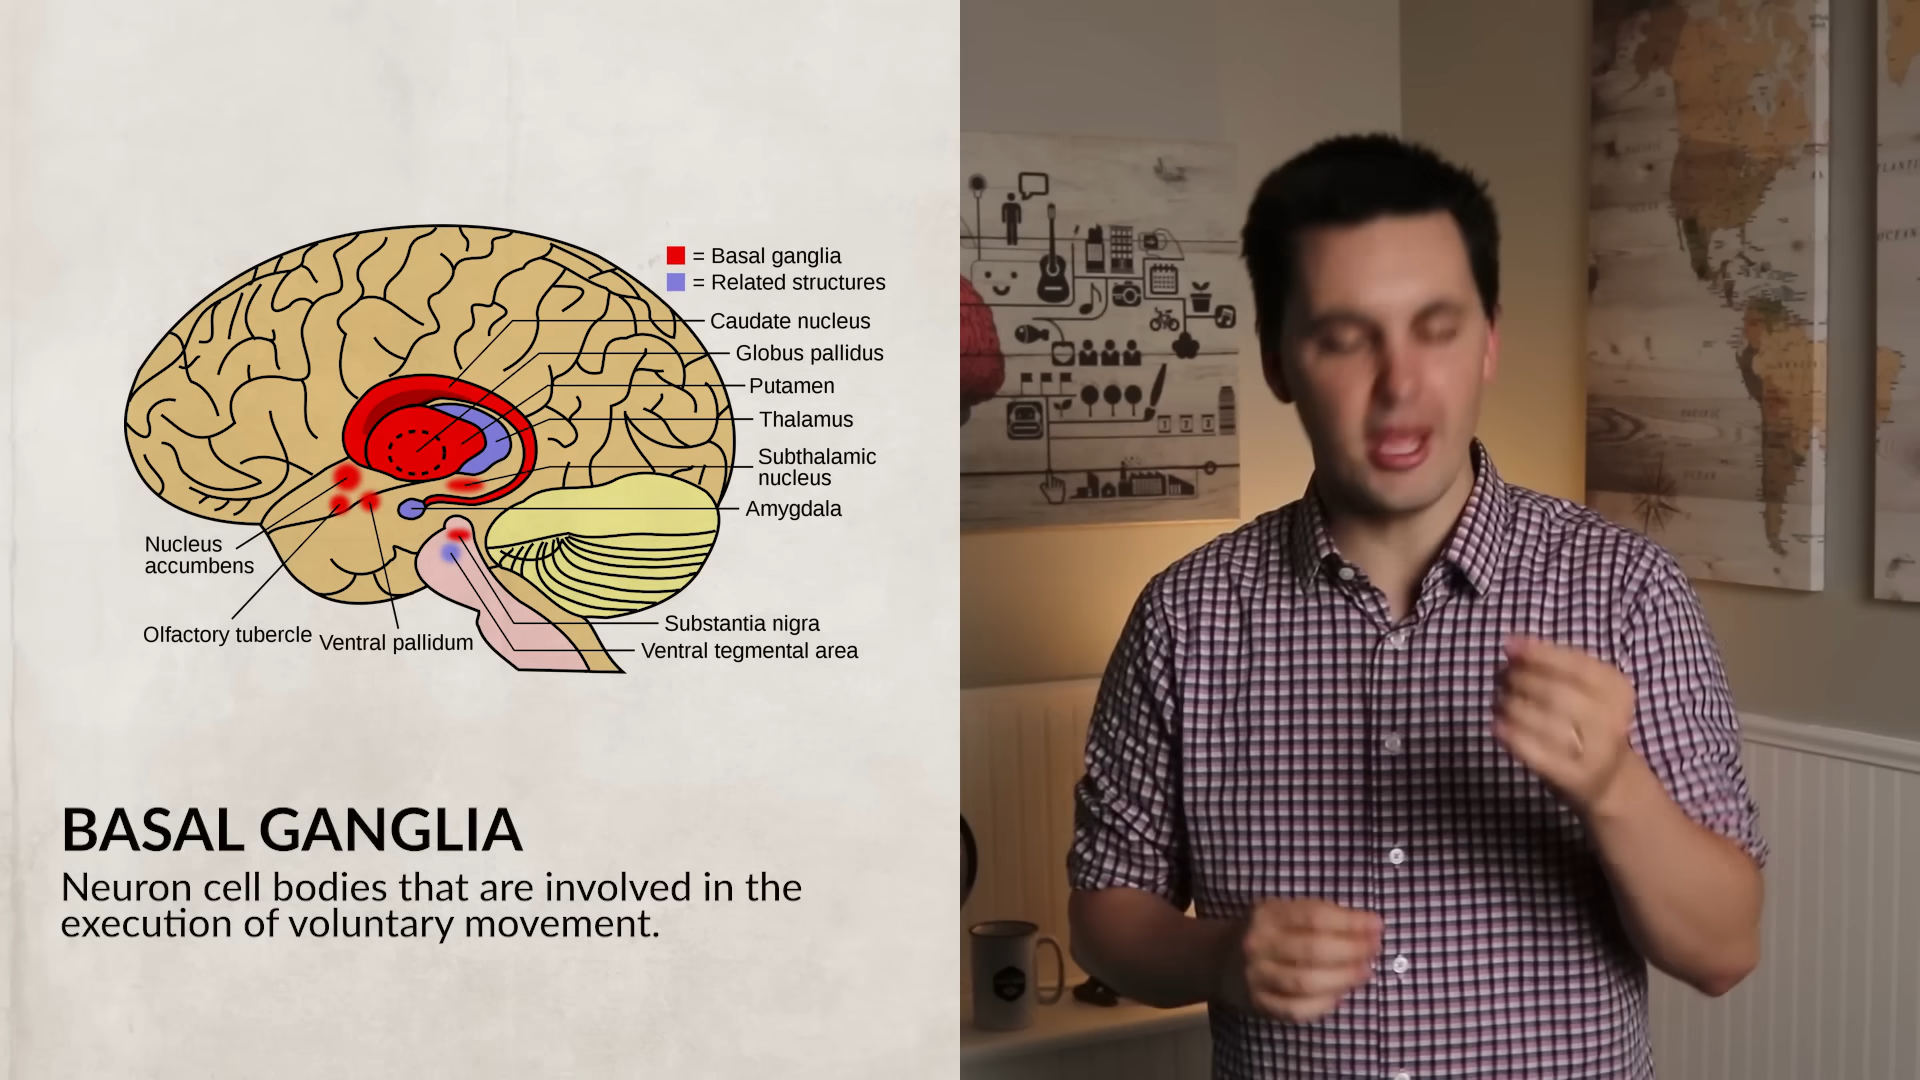 = Basal ganglia
= Related structures
Caudate nucleus
Globus pallidus
Putamen
Thalamus
Subthalamic
nucleus
Amygdala
Nucleus
accumbens
Olfactory tubercle
Ventral pallidum
Substantia nigra
Ventral tegmental area
BASAL GANGLIA
Neuron cell bodies that are involved in the
execution of voluntary movement.